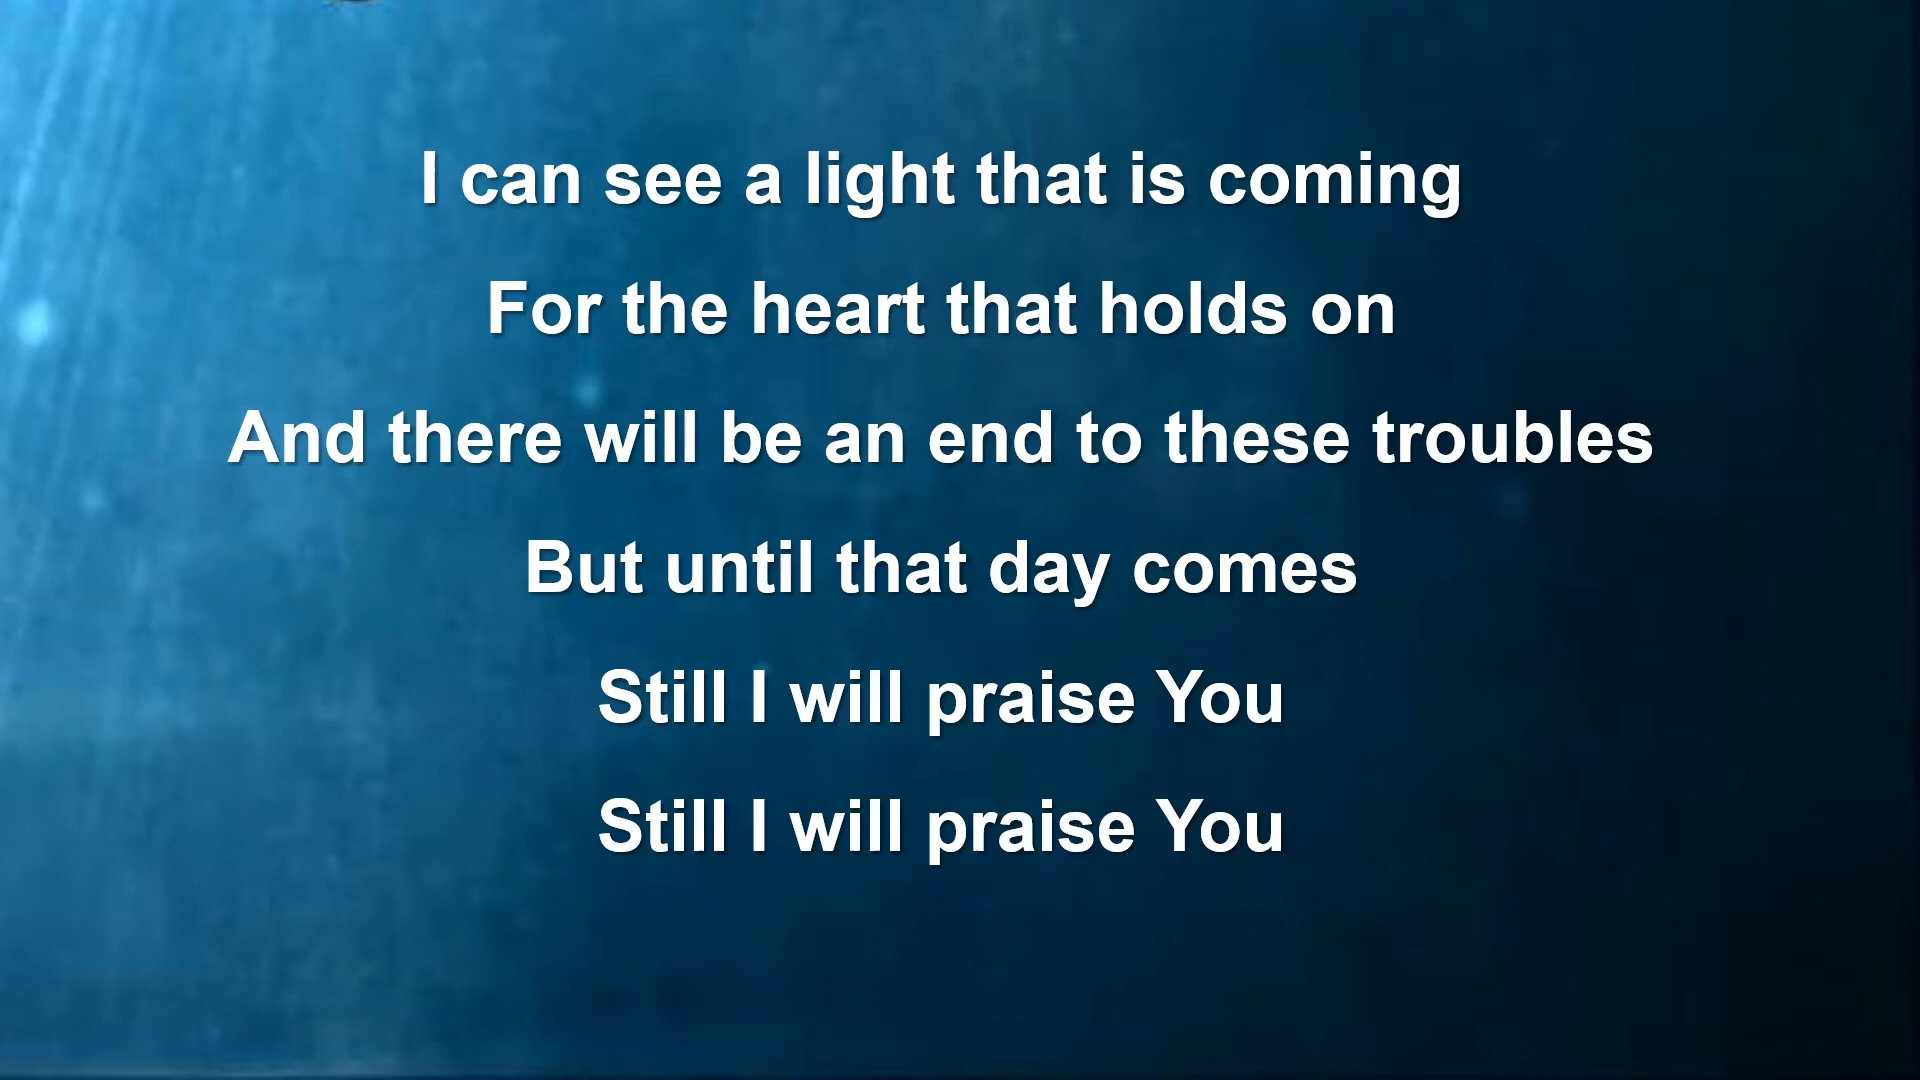 I can see a light that is coming
For the heart that holds on
And there will be an end to these troubles
But until that day comes
Still I will praise You
Still I will praise You